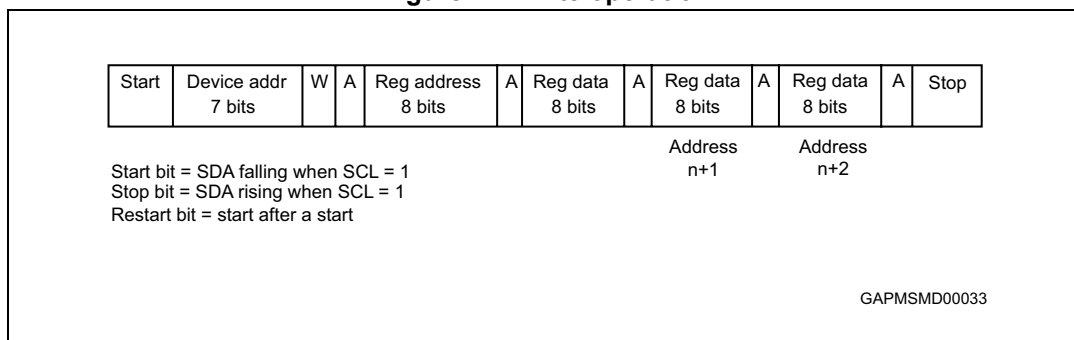 Start Device addr W A Reg address A Reg data A Reg data A Reg data A Stop
7 bits 8 bits 8 bits 8 bits 8 bits
Address Address
n+1 n+2
Start bit = SDA falling when SCL = 1
Stop bit = SDA rising when SCL = 1
Restart bit = start after a start
GAPMSMD00033